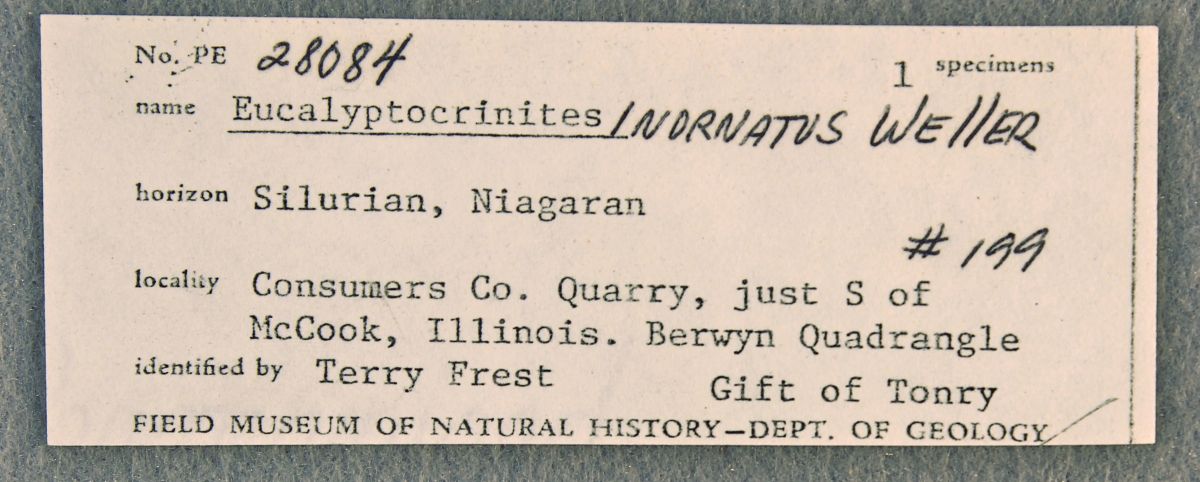 No. PE 28084 1 specimens
name Eucalyptocrinites INORNATUS WELLER
horizon Silurian, Niagaran
# 199
locality Consumers Co. Quarry, just S of
McCook, Illinois. Berwyn Quadrangle
identified by Terry Frest Gift of Tonry
FIELD MUSEUM OF NATURAL HISTORY—DEPT. OF GEOLOGY